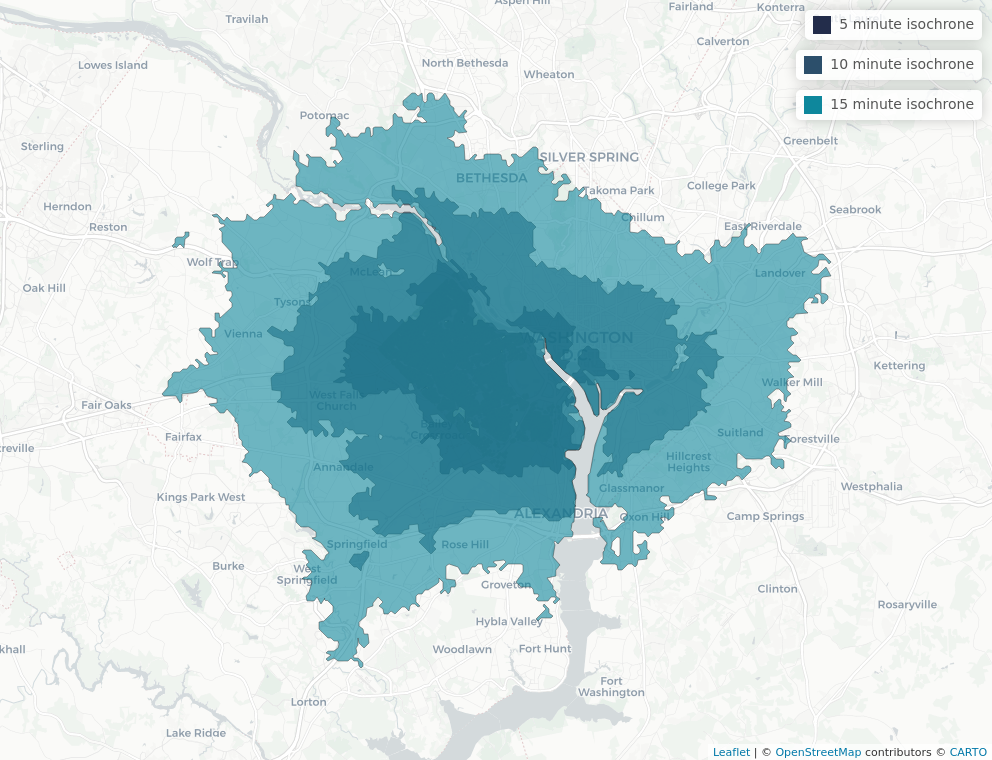 Aspen Hill
Fairland
Konterra
Travilah
Calverton
Lowes Island
North Bethesda
Wheaton
5 minute isochrone
10 minute isochrone
15 minute isochrone
Potomac
Greenbelt
Sterling
SILVER SPRING
BETHESDA
College Park
Takoma Park
Herndon
Seabrook
Reston
Chillum
East Riverdale
Wolf Trap
McLean
Landover
Oak Hill
Tysons
Vienna
WASHINGTON
I
Kettering
Walker Mill
West Falls
Church
Fair Oaks
Suitland
Forestville
Fairfax
Hillcrest
Heights
Annandale
Westphalia
Glassmanor
Kings Park West
ALEXANDRIA
Oxon Hill
Camp Springs
Springfield
Rose Hill
Burke
West
Springfield
Groveton
Clinton
Rosaryville
Hybla Valley
Woodlawn
Fort Hunt
khall
Fort
Washington
Lorton
Lake Ridge
Leaflet | © OpenStreetMap contributors © CARTO